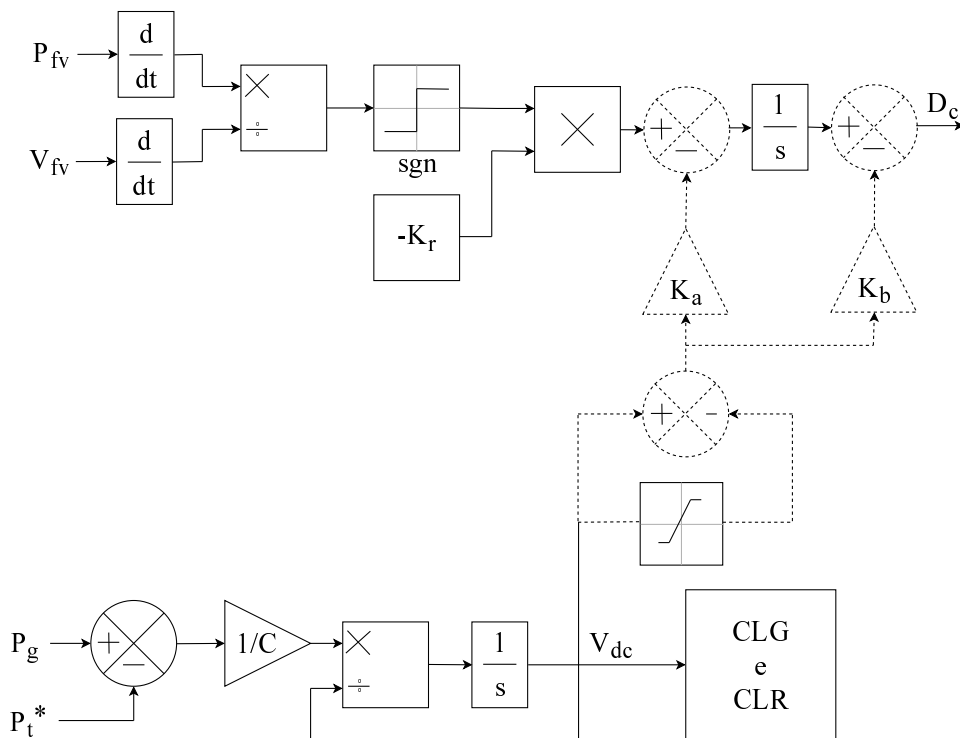 P_fv
d
dt
V_fv
d
dt
×
÷
sgn
-K_r
×
+
−
1
s
+
−
D_c
K_a
K_b
+
-
P_g
+
−
P_t*
1/C
×
÷
1
s
V_dc
CLG
e
CLR